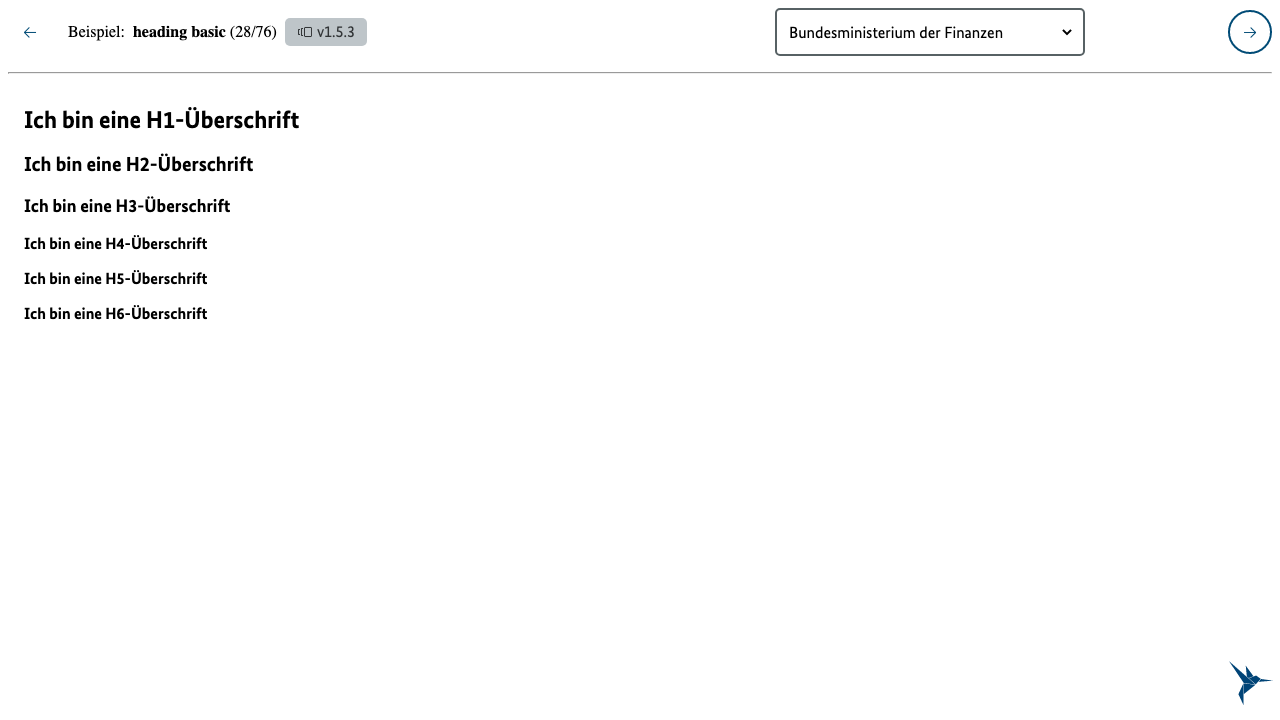 Beispiel: heading basic (28/76) v1.5.3 Bundesministerium der Finanzen
Ich bin eine H1-Überschrift
Ich bin eine H2-Überschrift
Ich bin eine H3-Überschrift
Ich bin eine H4-Überschrift
Ich bin eine H5-Überschrift
Ich bin eine H6-Überschrift